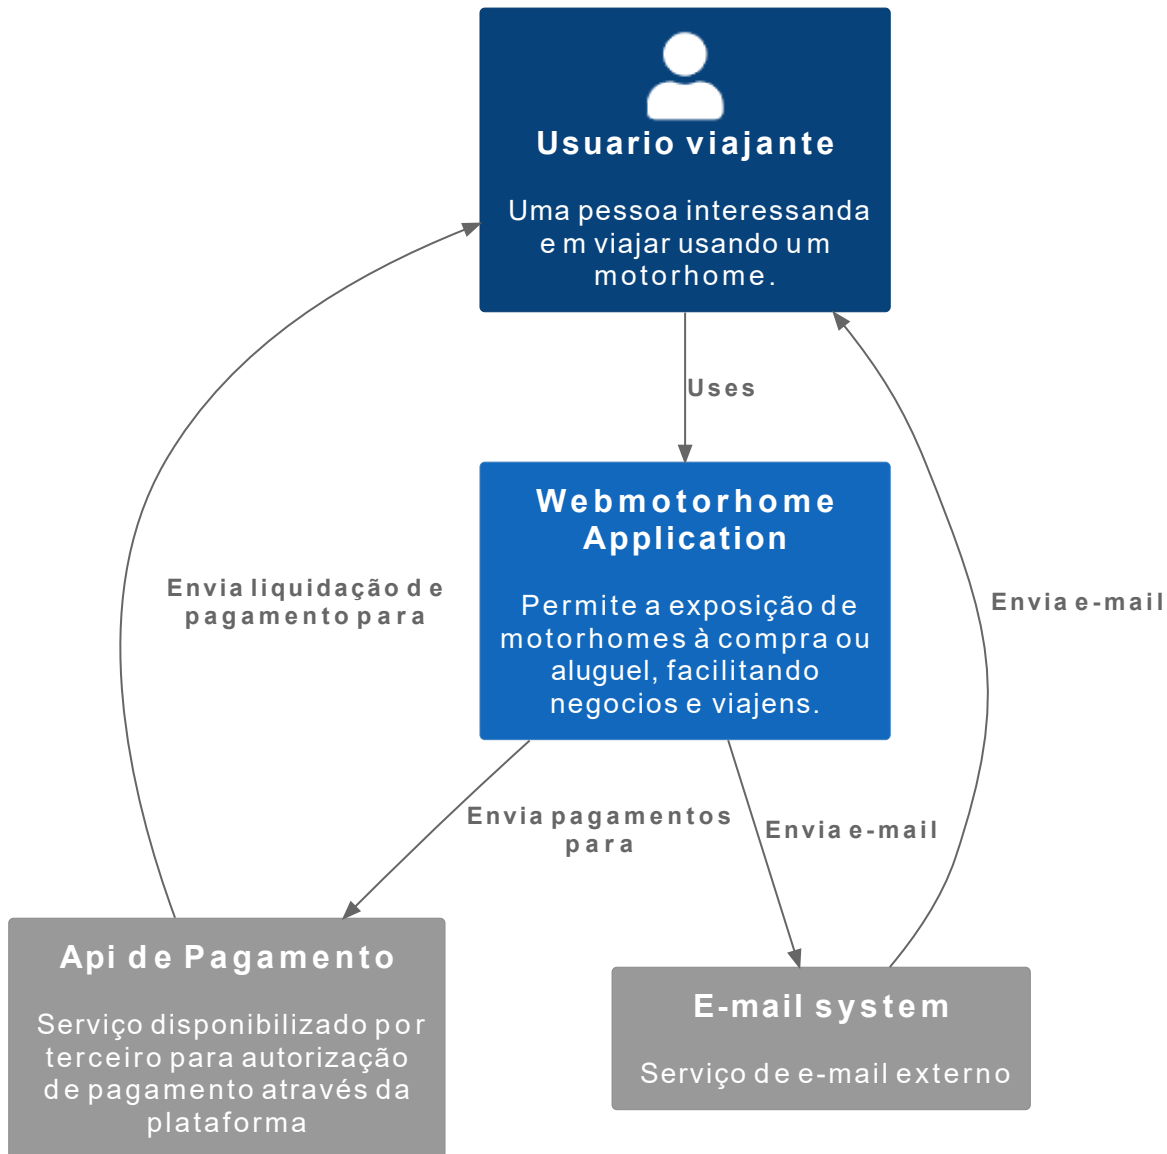 Usuario viajante
Uma pessoa interessanda
em viajar usando um
motorhome.
Uses
Webmotorhome
Application
Permite a exposição de
motorhomes à compra ou
aluguel, facilitando
negocios e viajens.
Envia liquidação de
pagamento para
Envia e-mail
Envia pagamentos
para
Envia e-mail
Api de Pagamento
Serviço disponibilizado por
terceiro para autorização
de pagamento através da
plataforma
E-mail system
Serviço de e-mail externo